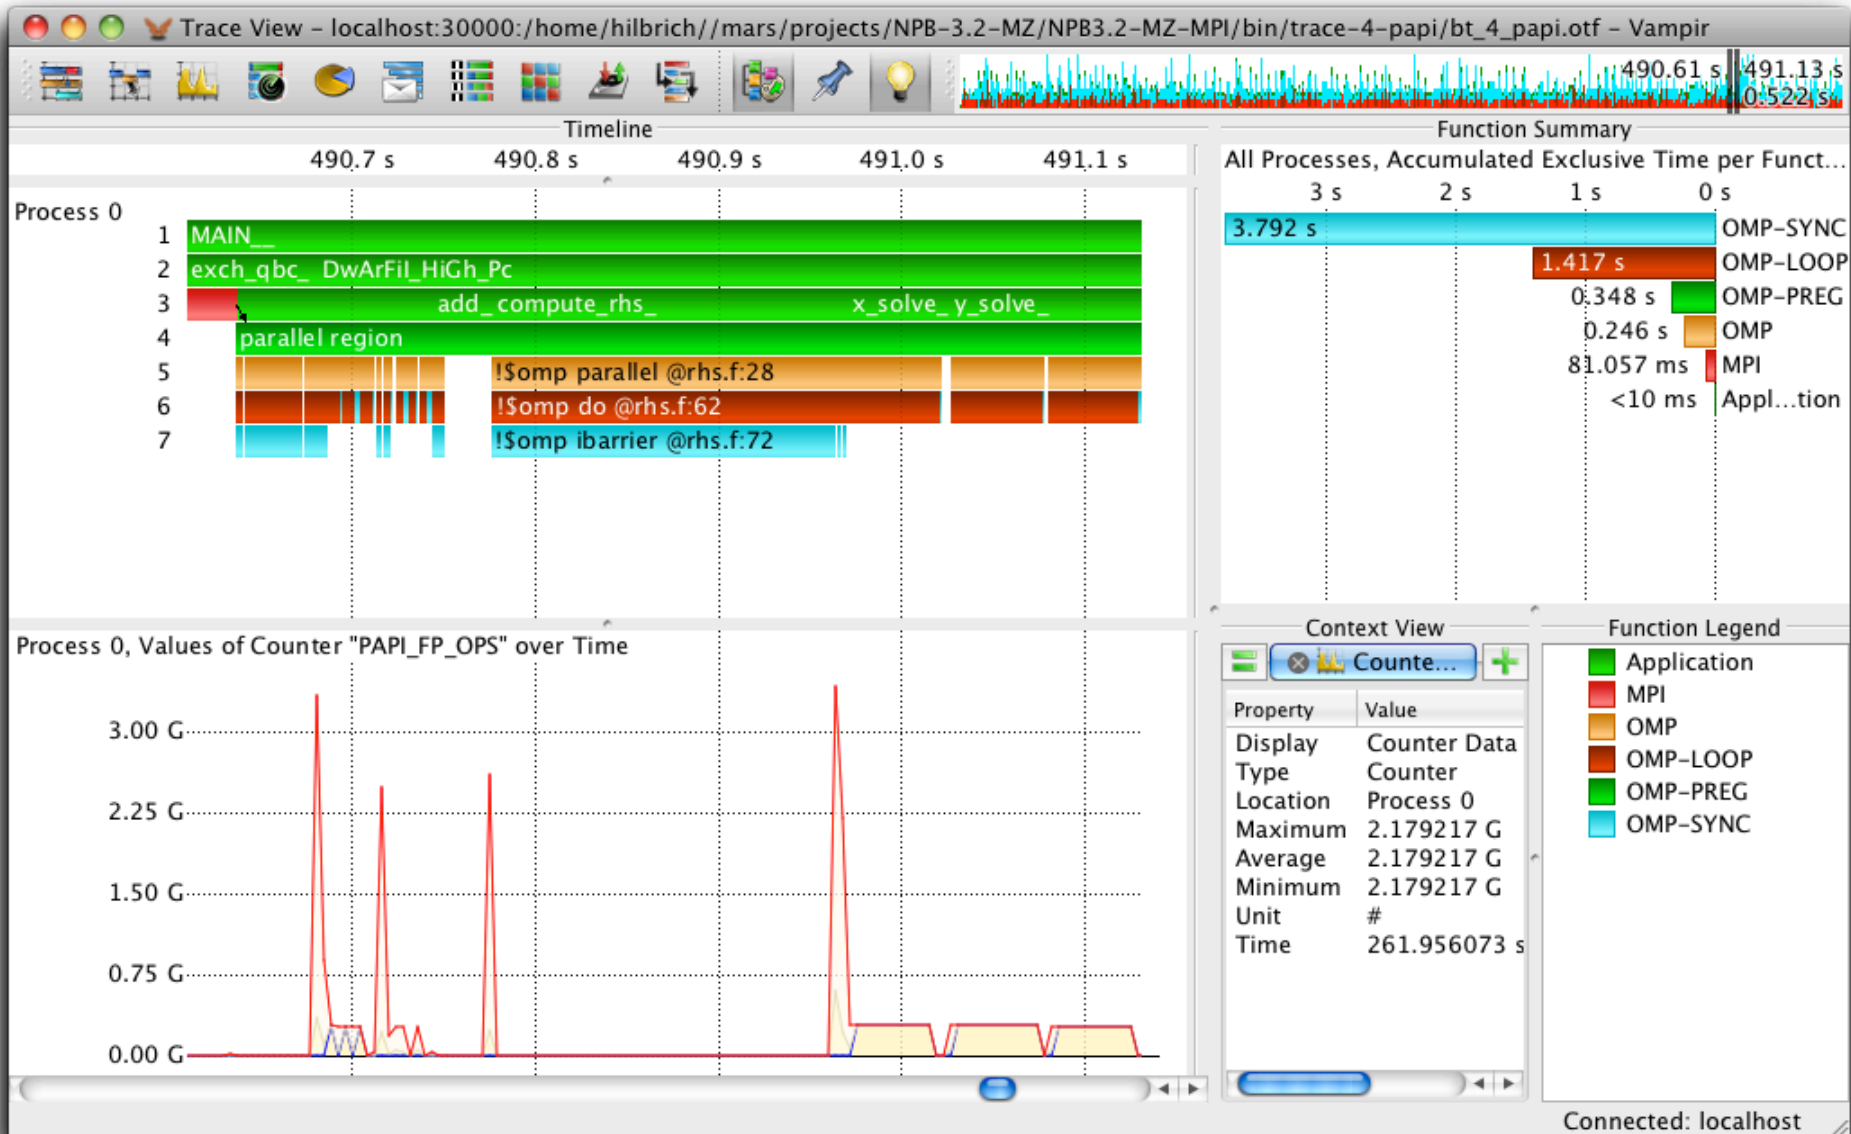 Trace View – localhost:30000:/home/hilbrich//mars/projects/NPB-3.2-MZ/NPB3.2-MZ-MPI/bin/trace-4-papi/bt_4_papi.otf – Vampir
490.61 s 491.13 s
0.522 s
Timeline
490.7 s 490.8 s 490.9 s 491.0 s 491.1 s
Process 0
1 MAIN__
2 exch_qbc_ DwArFiI_HiGh_Pc
3 add_ compute_rhs_ x_solve_ y_solve_
4 parallel region
5 !$omp parallel @rhs.f:28
6 !$omp do @rhs.f:62
7 !$omp ibarrier @rhs.f:72
Function Summary
All Processes, Accumulated Exclusive Time per Funct...
3 s 2 s 1 s 0 s
3.792 s OMP-SYNC
1.417 s OMP-LOOP
0.348 s OMP-PREG
0.246 s OMP
81.057 ms MPI
<10 ms Appl...tion
Process 0, Values of Counter "PAPI_FP_OPS" over Time
3.00 G
2.25 G
1.50 G
0.75 G
0.00 G
Context View
Counte...
Property Value
Display Counter Data
Type Counter
Location Process 0
Maximum 2.179217 G
Average 2.179217 G
Minimum 2.179217 G
Unit #
Time 261.956073 s
Function Legend
Application
MPI
OMP
OMP-LOOP
OMP-PREG
OMP-SYNC
Connected: localhost